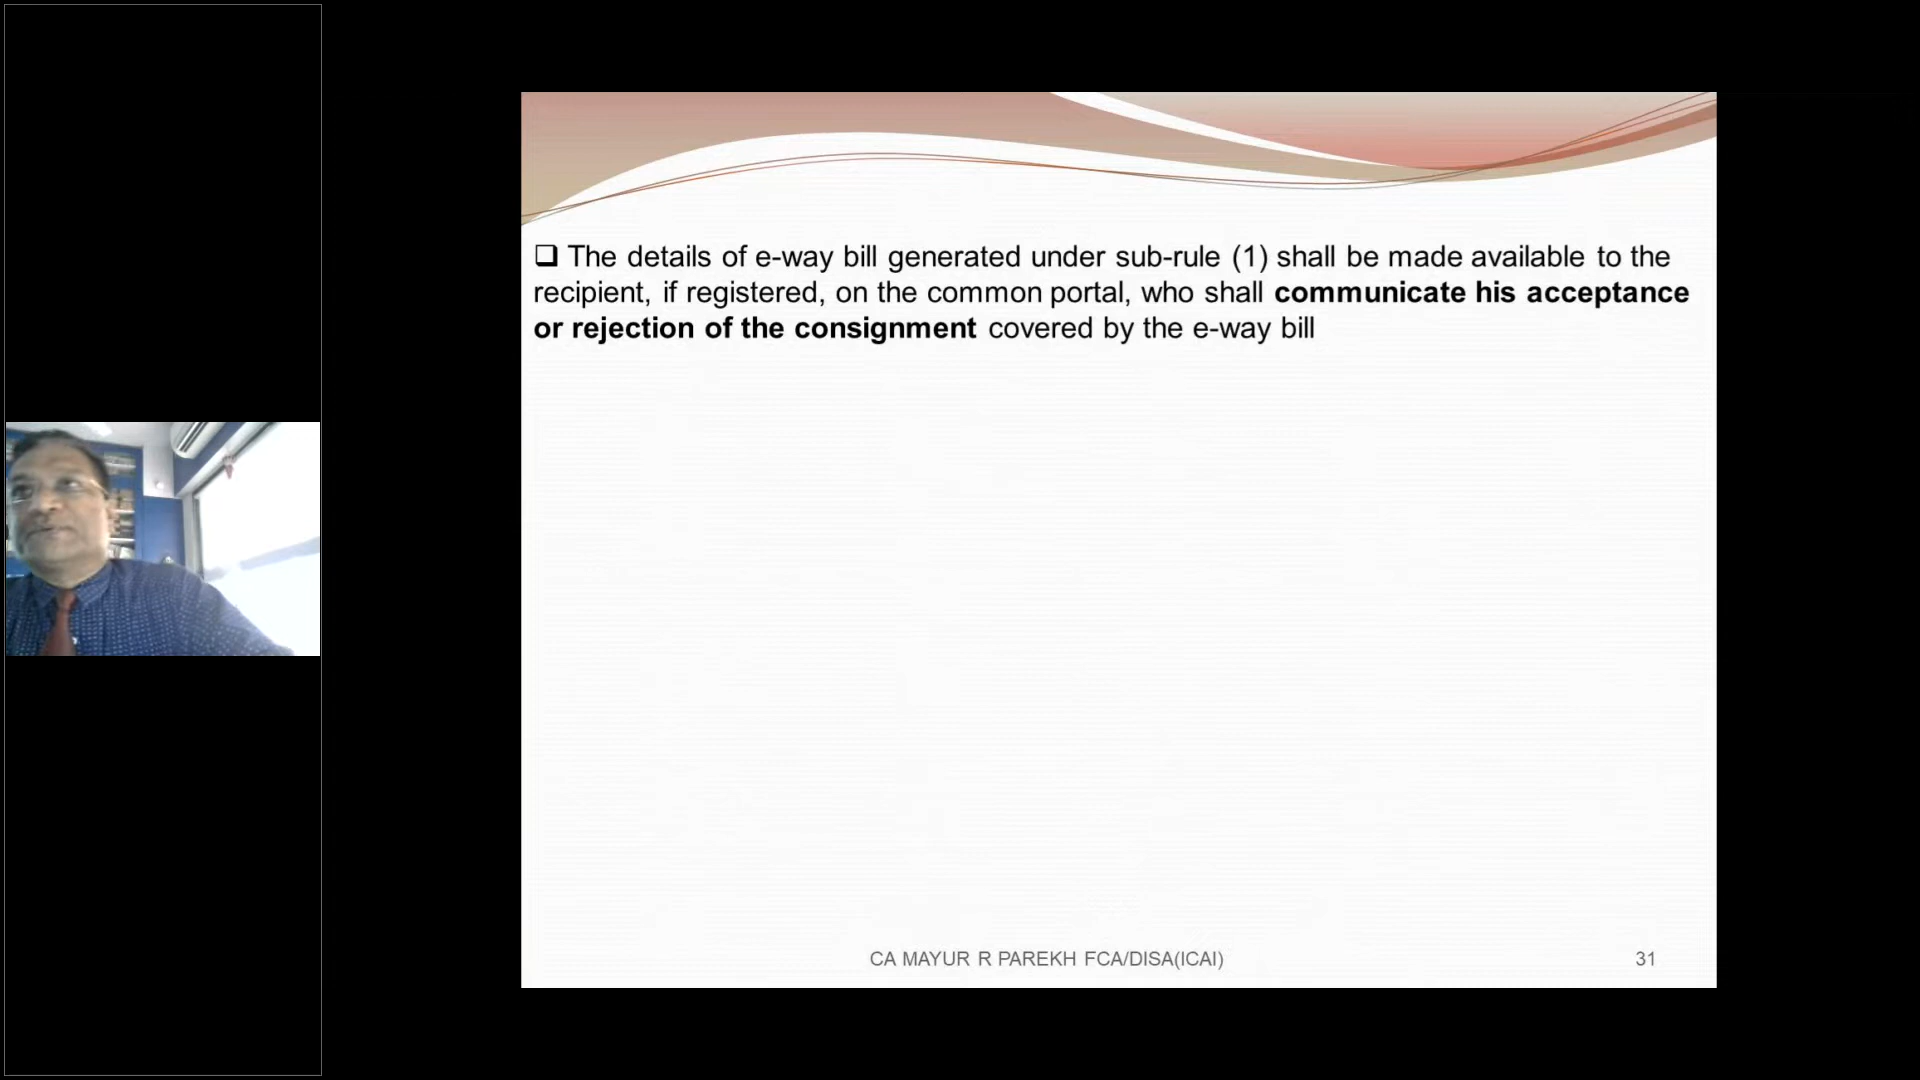 ❑ The details of e-way bill generated under sub-rule (1) shall be made available to the
recipient, if registered, on the common portal, who shall communicate his acceptance
or rejection of the consignment covered by the e-way bill
CA MAYUR R PAREKH FCA/DISA(ICAI)
31